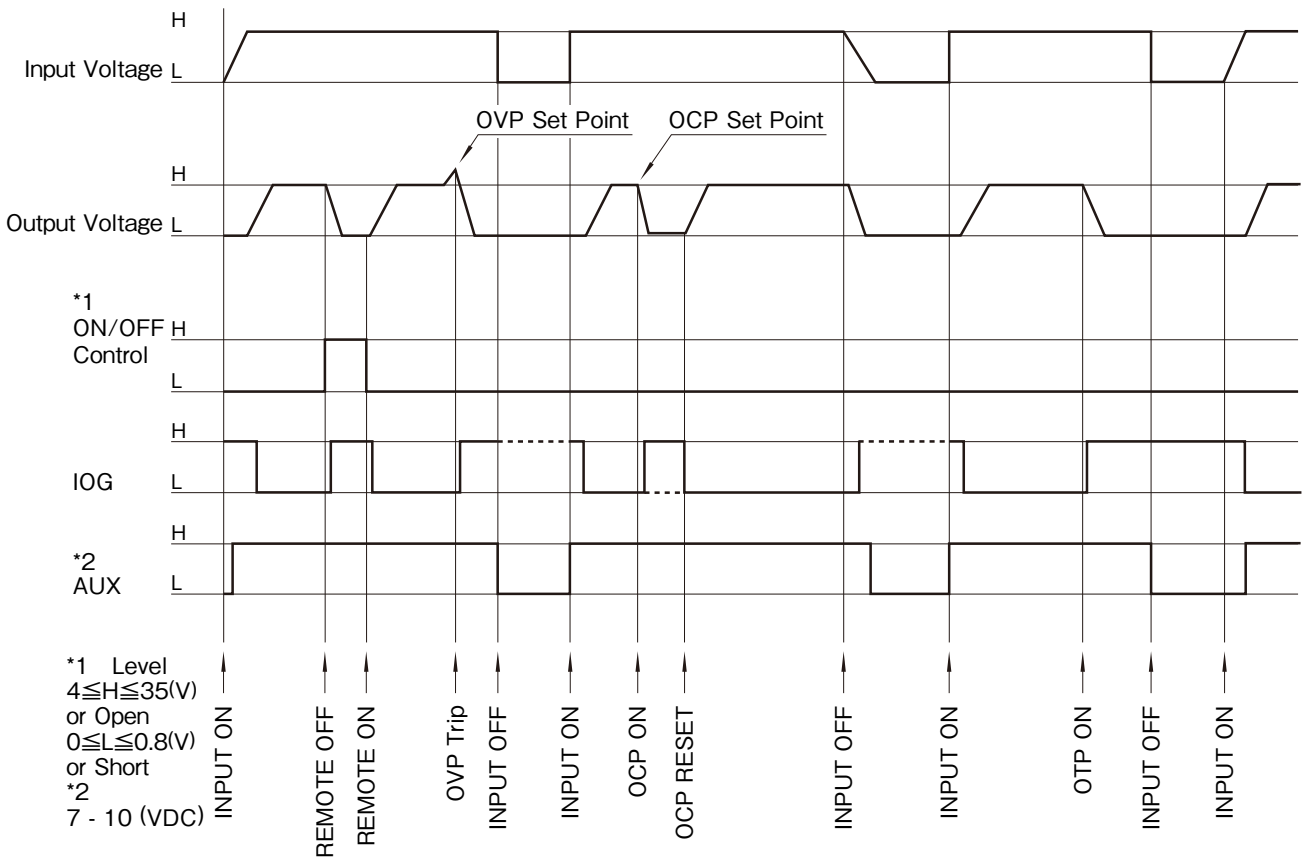 H
Input Voltage L
OVP Set Point
OCP Set Point
H
Output Voltage L
*1
ON/OFF H
Control
L
H
IOG
L
H
*2
AUX
L
*1 Level
4≦H≦35(V)
or Open
0≦L≦0.8(V)
or Short
*2
7 - 10 (VDC)
INPUT ON
REMOTE OFF
REMOTE ON
OVP Trip
INPUT OFF
INPUT ON
OCP ON
OCP RESET
INPUT OFF
INPUT ON
OTP ON
INPUT OFF
INPUT ON